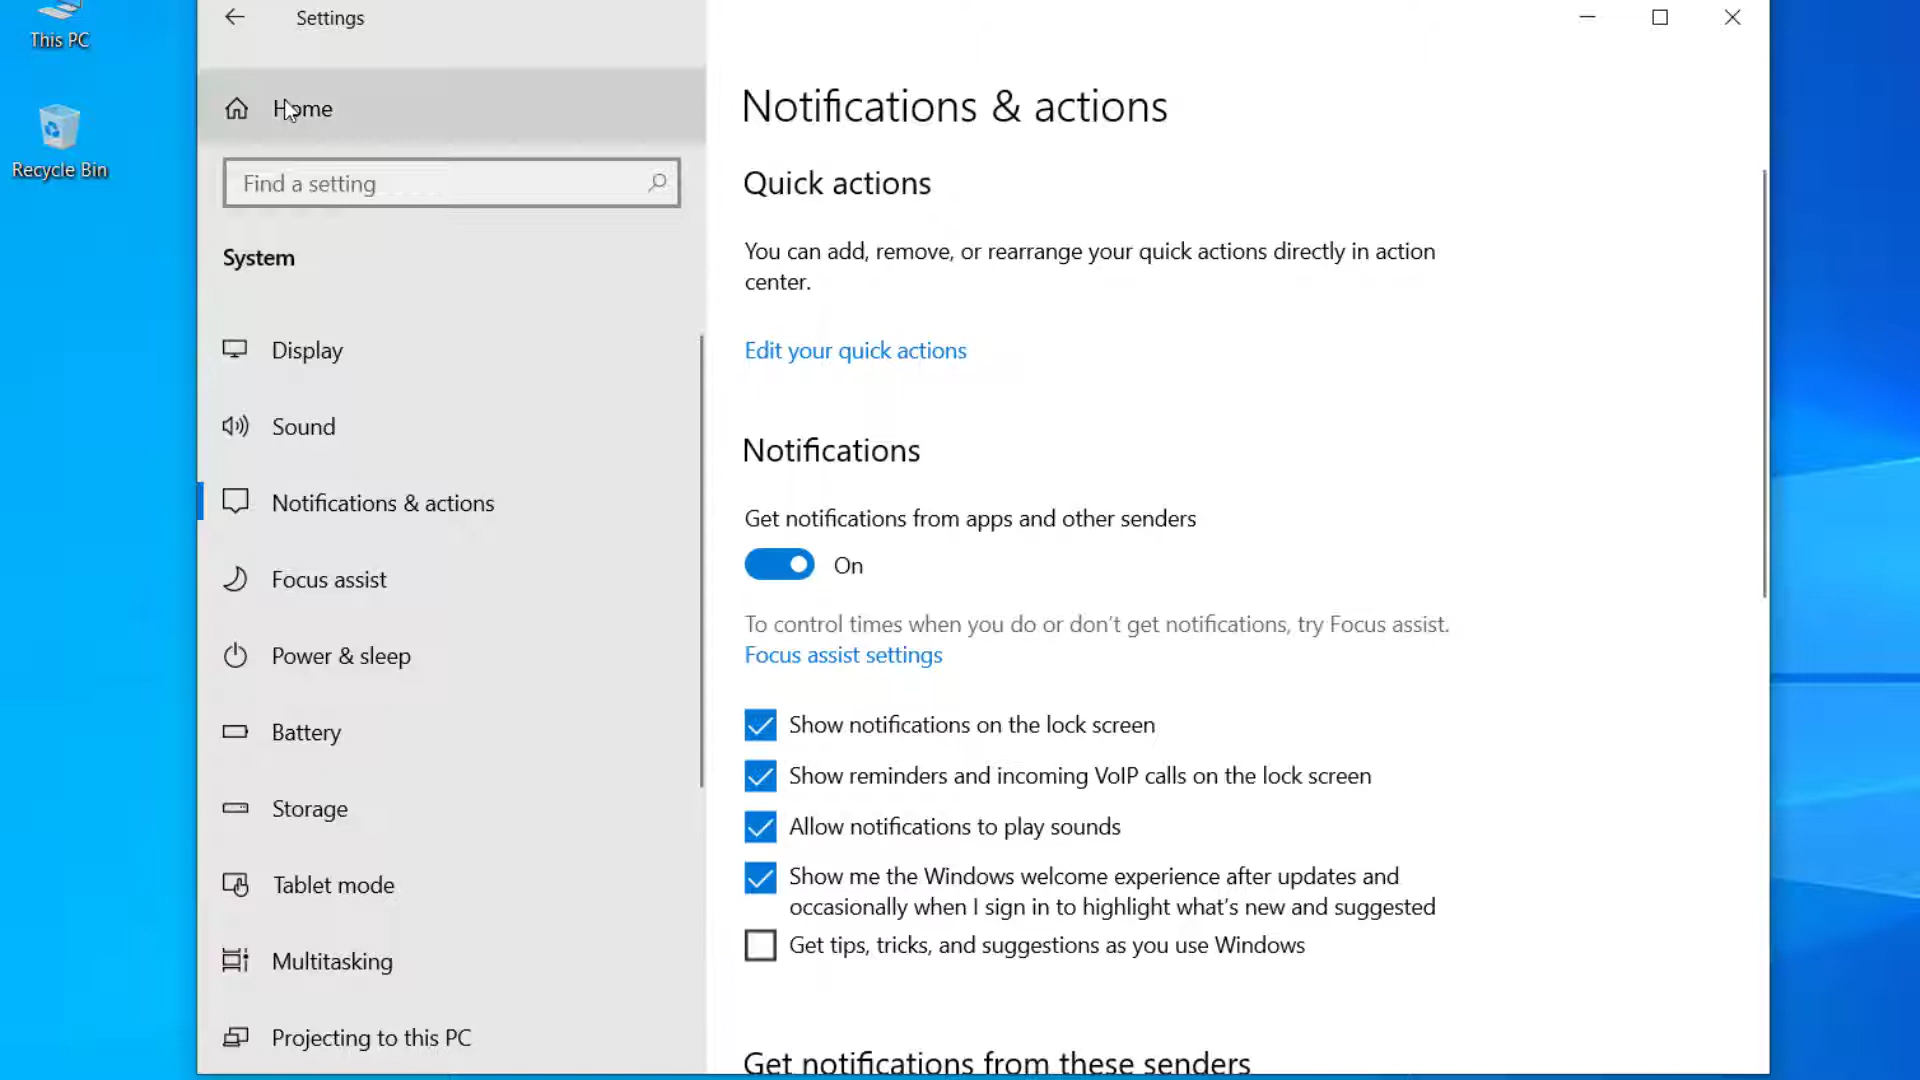 This PC
Recycle Bin
Settings
Home
Find a setting
System
Display
Sound
Notifications & actions
Focus assist
Power & sleep
Battery
Storage
Tablet mode
Multitasking
Projecting to this PC
Notifications & actions
Quick actions
You can add, remove, or rearrange your quick actions directly in action
center.
Edit your quick actions
Notifications
Get notifications from apps and other senders
On
To control times when you do or don’t get notifications, try Focus assist.
Focus assist settings
Show notifications on the lock screen
Show reminders and incoming VoIP calls on the lock screen
Allow notifications to play sounds
Show me the Windows welcome experience after updates and
occasionally when I sign in to highlight what’s new and suggested
Get tips, tricks, and suggestions as you use Windows
Get notifications from these senders